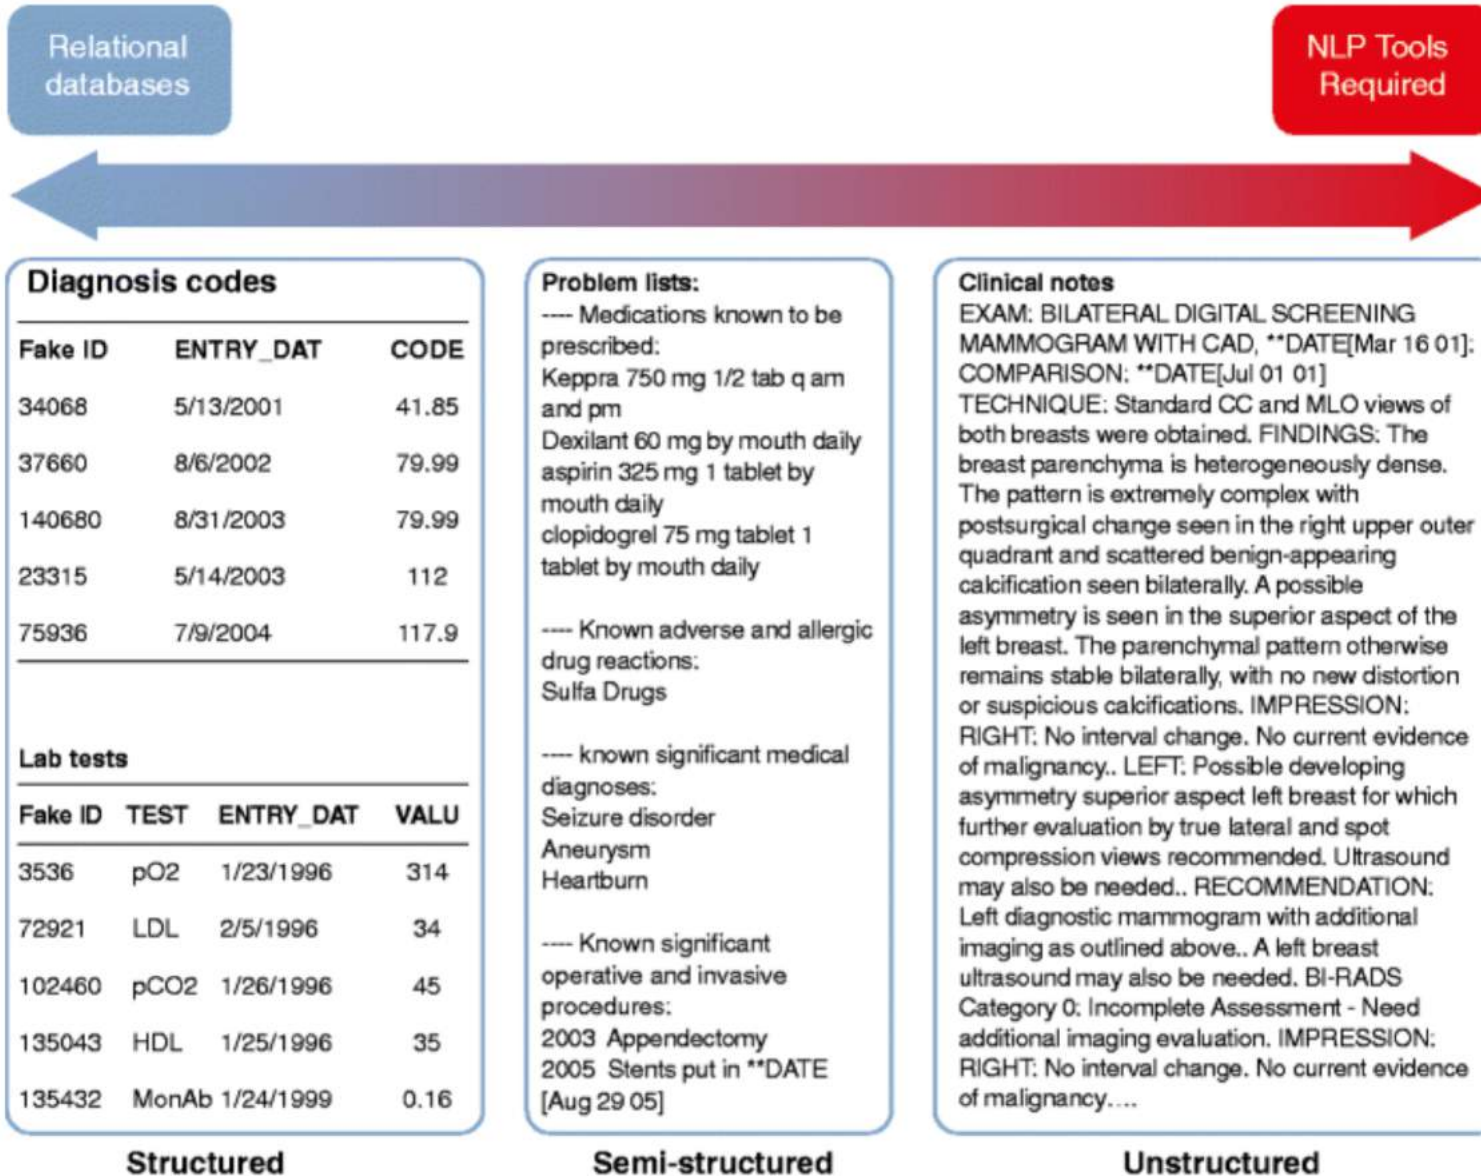 Relational
databases
NLP Tools
Required
Diagnosis codes
Fake ID ENTRY_DAT CODE
34068 5/13/2001 41.85
37660 8/6/2002 79.99
140680 8/31/2003 79.99
23315 5/14/2003 112
75936 7/9/2004 117.9
Lab tests
Fake ID TEST ENTRY_DAT VALU
3536 pO2 1/23/1996 314
72921 LDL 2/5/1996 34
102460 pCO2 1/26/1996 45
135043 HDL 1/25/1996 35
135432 MonAb 1/24/1999 0.16
Structured
Problem lists:
---- Medications known to be
prescribed:
Keppra 750 mg 1/2 tab q am
and pm
Dexilant 60 mg by mouth daily
aspirin 325 mg 1 tablet by
mouth daily
clopidogrel 75 mg tablet 1
tablet by mouth daily
---- Known adverse and allergic
drug reactions:
Sulfa Drugs
---- known significant medical
diagnoses:
Seizure disorder
Aneurysm
Heartburn
---- Known significant
operative and invasive
procedures:
2003 Appendectomy
2005 Stents put in **DATE
[Aug 29 05]
Semi-structured
Clinical notes
EXAM: BILATERAL DIGITAL SCREENING
MAMMOGRAM WITH CAD, **DATE[Mar 16 01]:
COMPARISON: **DATE[Jul 01 01]
TECHNIQUE: Standard CC and MLO views of
both breasts were obtained. FINDINGS: The
breast parenchyma is heterogeneously dense.
The pattern is extremely complex with
postsurgical change seen in the right upper outer
quadrant and scattered benign-appearing
calcification seen bilaterally. A possible
asymmetry is seen in the superior aspect of the
left breast. The parenchymal pattern otherwise
remains stable bilaterally, with no new distortion
or suspicious calcifications. IMPRESSION:
RIGHT: No interval change. No current evidence
of malignancy.. LEFT: Possible developing
asymmetry superior aspect left breast for which
further evaluation by true lateral and spot
compression views recommended. Ultrasound
may also be needed.. RECOMMENDATION:
Left diagnostic mammogram with additional
imaging as outlined above.. A left breast
ultrasound may also be needed. BI-RADS
Category 0: Incomplete Assessment - Need
additional imaging evaluation. IMPRESSION:
RIGHT: No interval change. No current evidence
of malignancy....
Unstructured